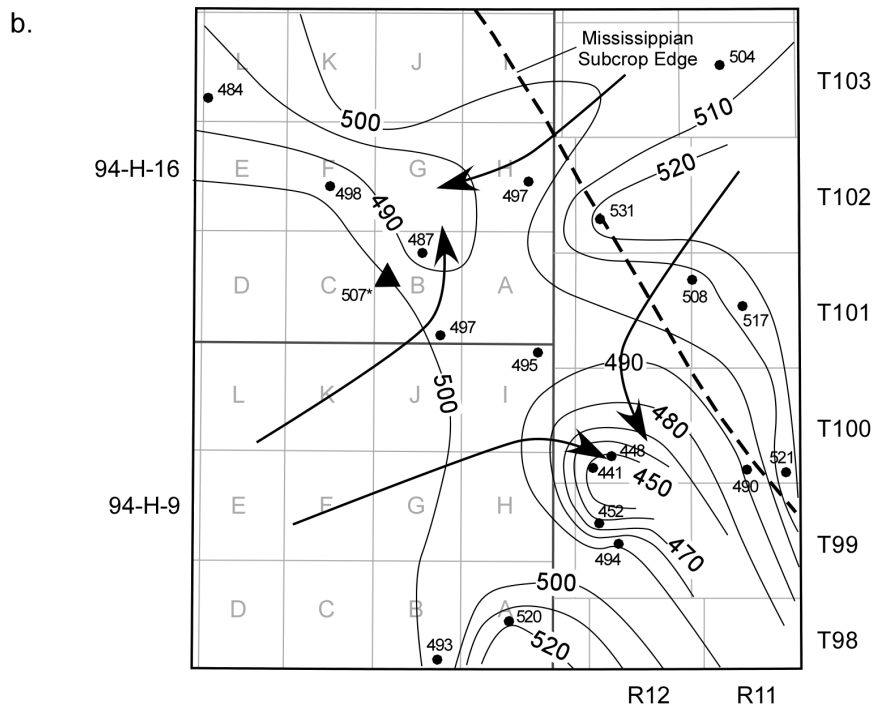 b.
Mississippian
Subcrop Edge
L K J I
504
T103
484
510
500
520
94-H-16
E F G H
498
497
T102
490
531
487
D C B A
507*
508
517
T101
497
495
490
L K J I
500
480
T100
448
441
450
490
521
94-H-9
E F G H
452
T99
494
470
500
D C B A
520
520
493
T98
R12 R11